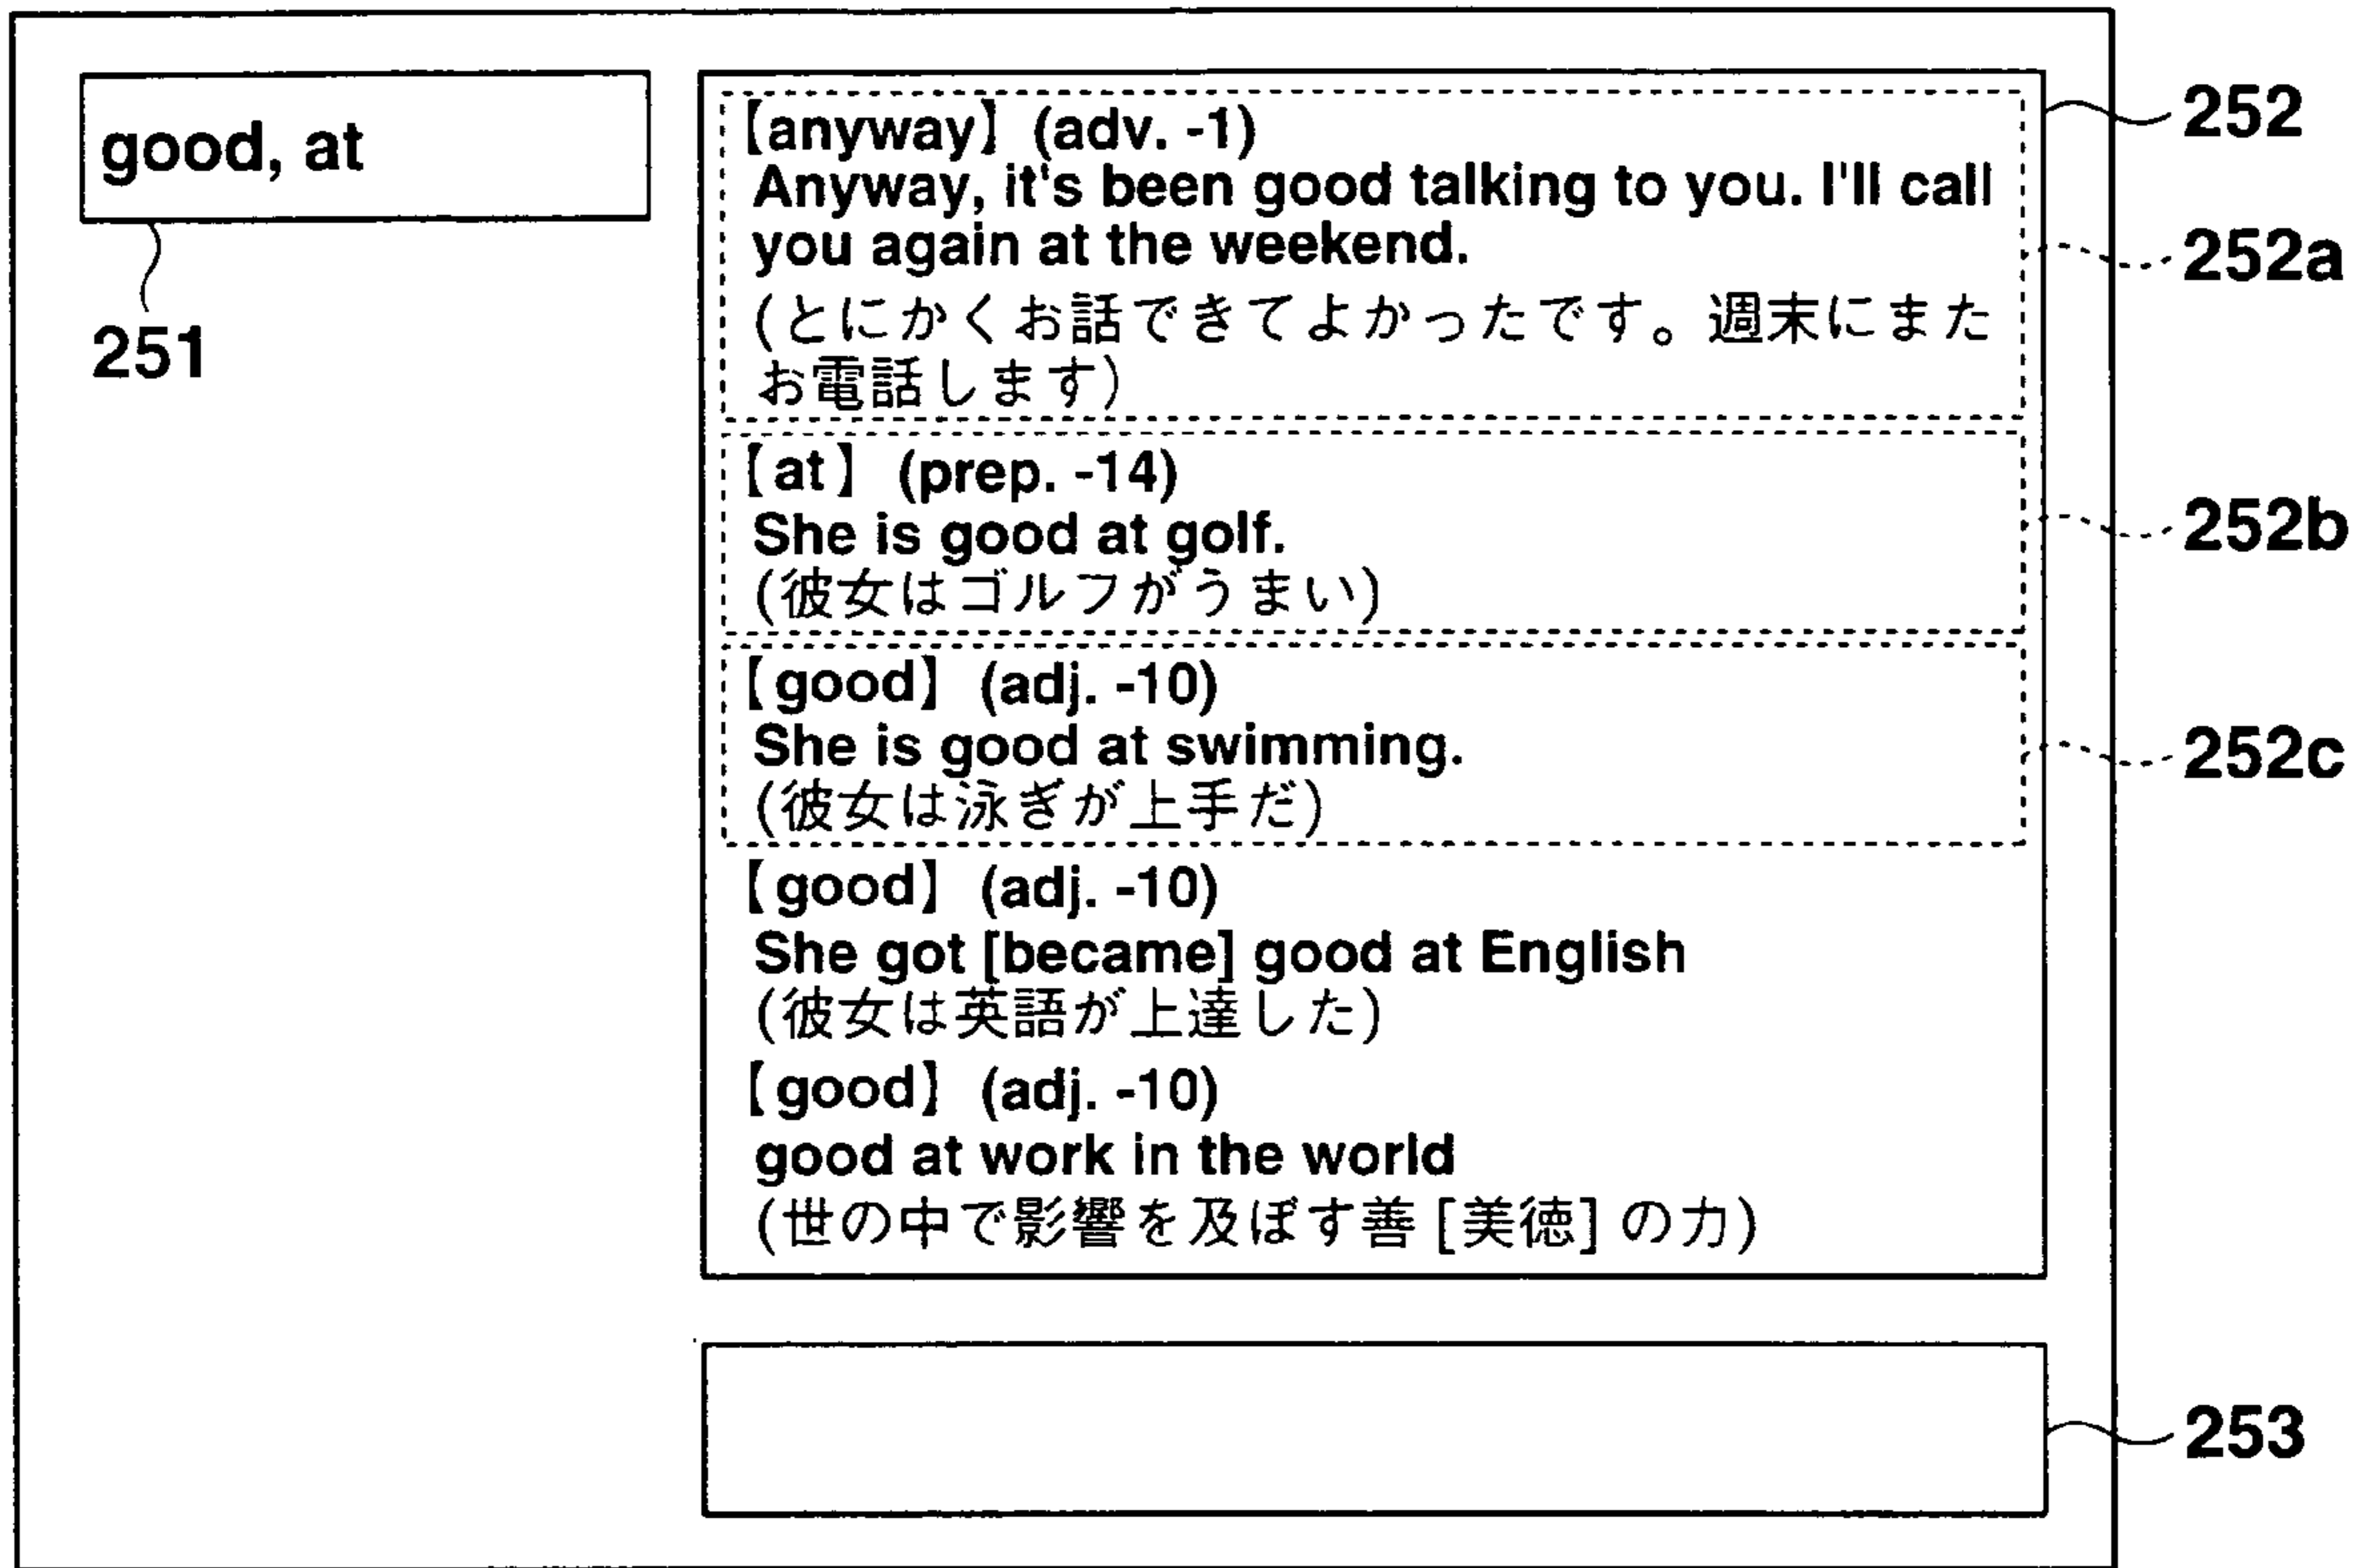 good, at
251
【anyway】 (adv. -1)
Anyway, it's been good talking to you. I'll call
you again at the weekend.
(とにかくお話できてよかったです。週末にまた
お電話します)
【at】 (prep. -14)
She is good at golf.
(彼女はゴルフがうまい)
【good】 (adj. -10)
She is good at swimming.
(彼女は泳ぎが上手だ)
【good】 (adj. -10)
She got [became] good at English
(彼女は英語が上達した)
【good】 (adj. -10)
good at work in the world
(世の中で影響を及ぼす善[美徳]の力)
252
252a
252b
252c
253